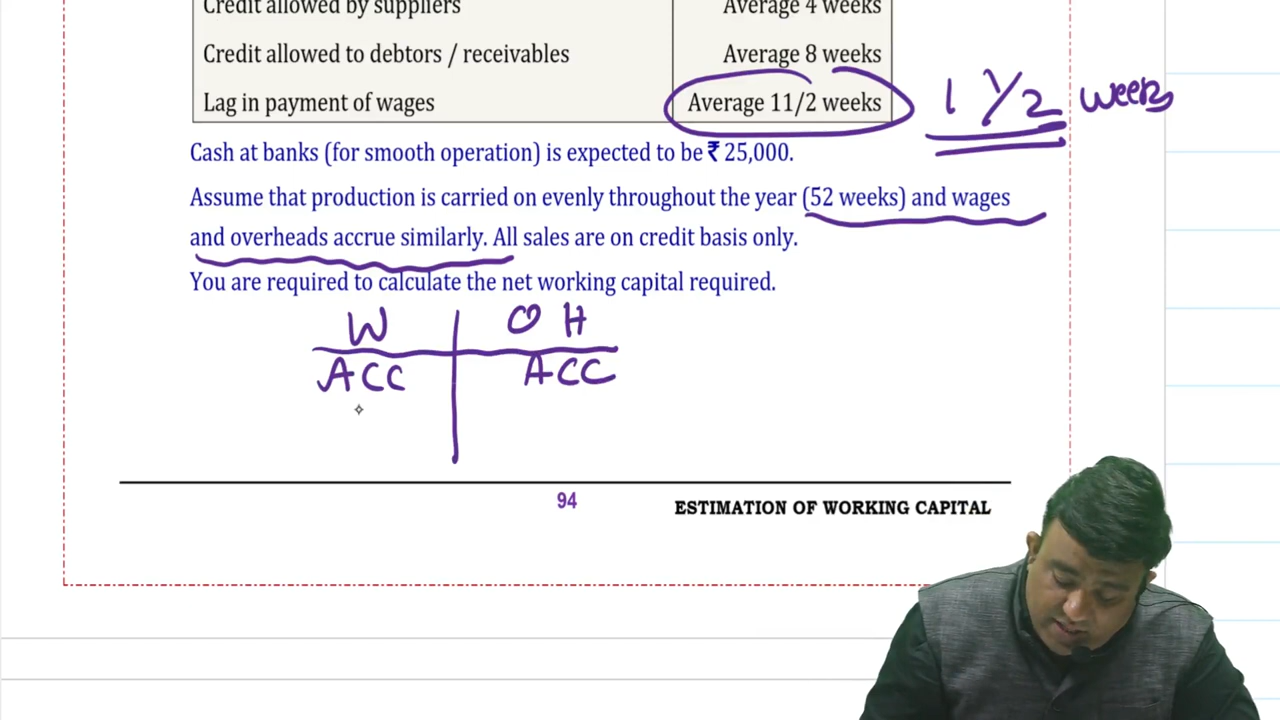 Credit allowed by suppliers Average 4 weeks
Credit allowed to debtors / receivables Average 8 weeks
Lag in payment of wages Average 11/2 weeks 1 1/2 weeks
Cash at banks (for smooth operation) is expected to be ₹ 25,000.
Assume that production is carried on evenly throughout the year (52 weeks) and wages
and overheads accrue similarly. All sales are on credit basis only.
You are required to calculate the net working capital required.
W O H
ACC ACC
94 ESTIMATION OF WORKING CAPITAL